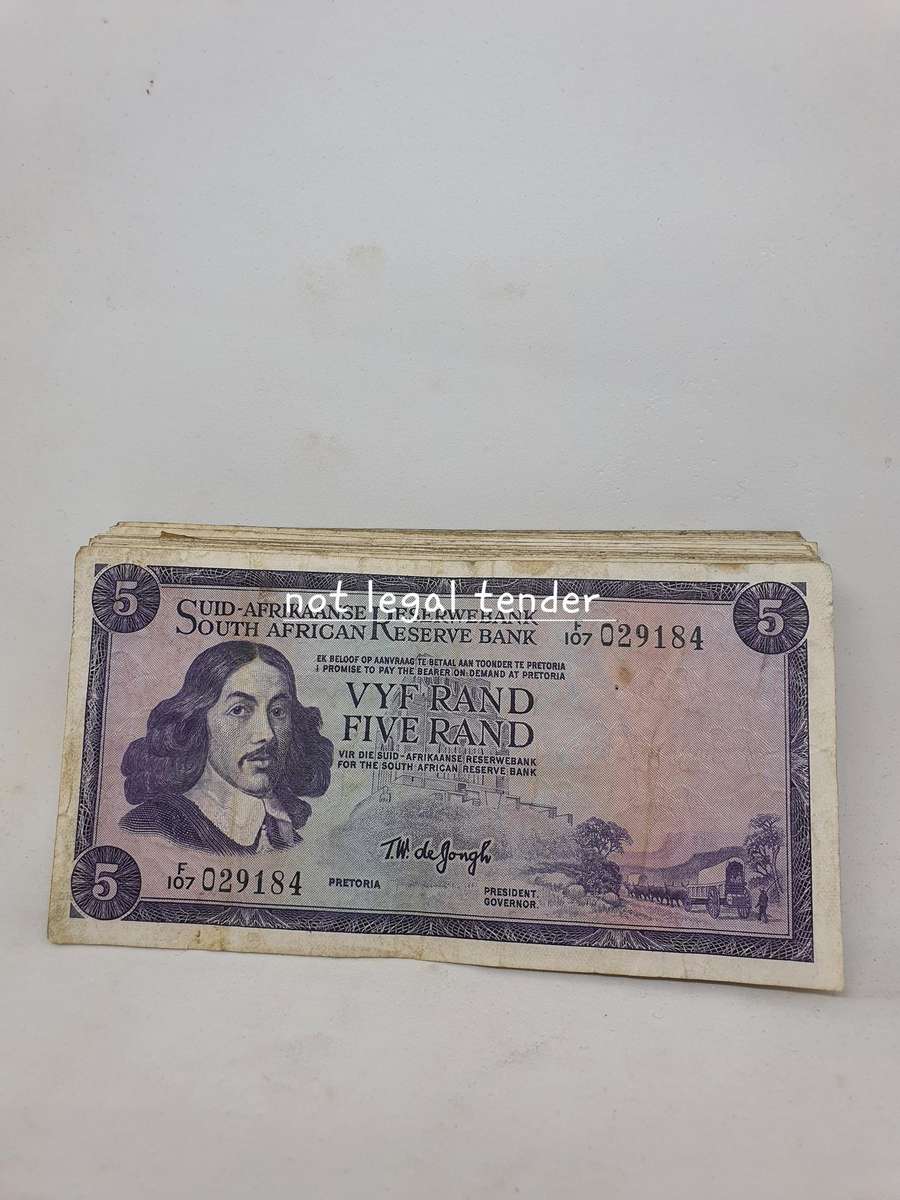 not legal tender
5
5
SUID-AFRIKAANSE RESERWEBANK
SOUTH AFRICAN RESERVE BANK
F/107 029184
EK BELOOF OP AANVRAAG TE BETAAL AAN TOONDER TE PRETORIA
I PROMISE TO PAY THE BEARER ON DEMAND AT PRETORIA
VYF RAND
FIVE RAND
VIR DIE SUID-AFRIKAANSE RESERWEBANK
FOR THE SOUTH AFRICAN RESERVE BANK
T.W. de Jongh
5
F/107 029184
PRETORIA
PRESIDENT.
GOVERNOR.